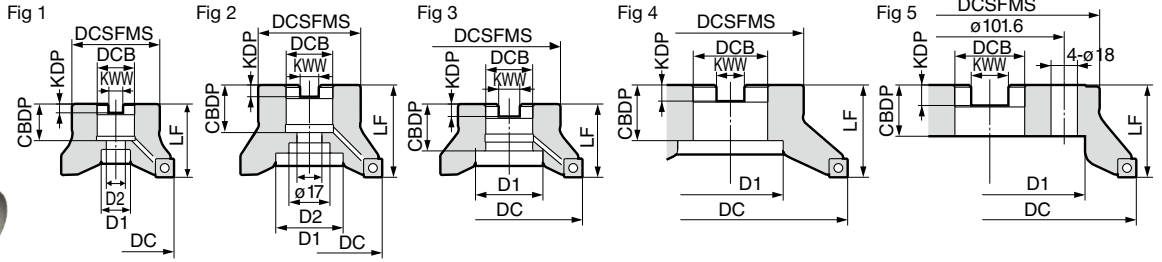 Fig 1
DCSFMS
DCB
KWW
KDP
CBDP
LF
D2
D1
DC
Fig 2
DCSFMS
DCB
KWW
KDP
CBDP
LF
ø17
D2
D1
DC
Fig 3
DCSFMS
DCB
KWW
KDP
CBDP
LF
D1
DC
Fig 4
DCSFMS
DCB
KWW
KDP
CBDP
LF
D1
DC
Fig 5
DCSFMS
ø101.6
DCB
4-ø18
KWW
KDP
CBDP
LF
D1
DC